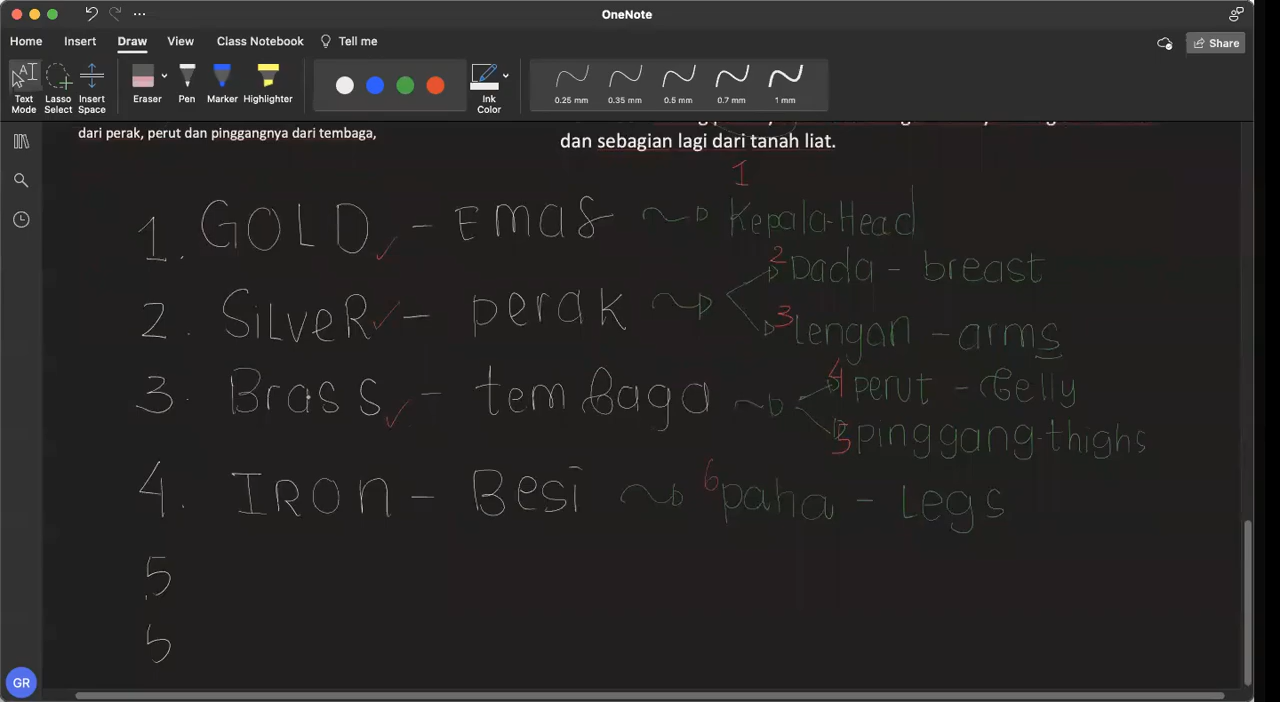 OneNote
Home Insert Draw View Class Notebook Tell me
Share
Text Mode
Lasso Select
Insert Space
Eraser
Pen
Marker
Highlighter
Ink Color
0.25 mm
0.35 mm
0.5 mm
0.7 mm
1 mm
dari perak, perut dan pinggangnya dari tembaga,
dan sebagian lagi dari tanah liat.
1
1. GOLD - Emas Kepala-Head
2 Dada - breast
2. SiLveR - perak
3 lengan - arms
4 perut - Belly
3. Brass - tembaga
5 pinggang-thighs
4. IRon - Besi 6 paha - Legs
5
5
GR